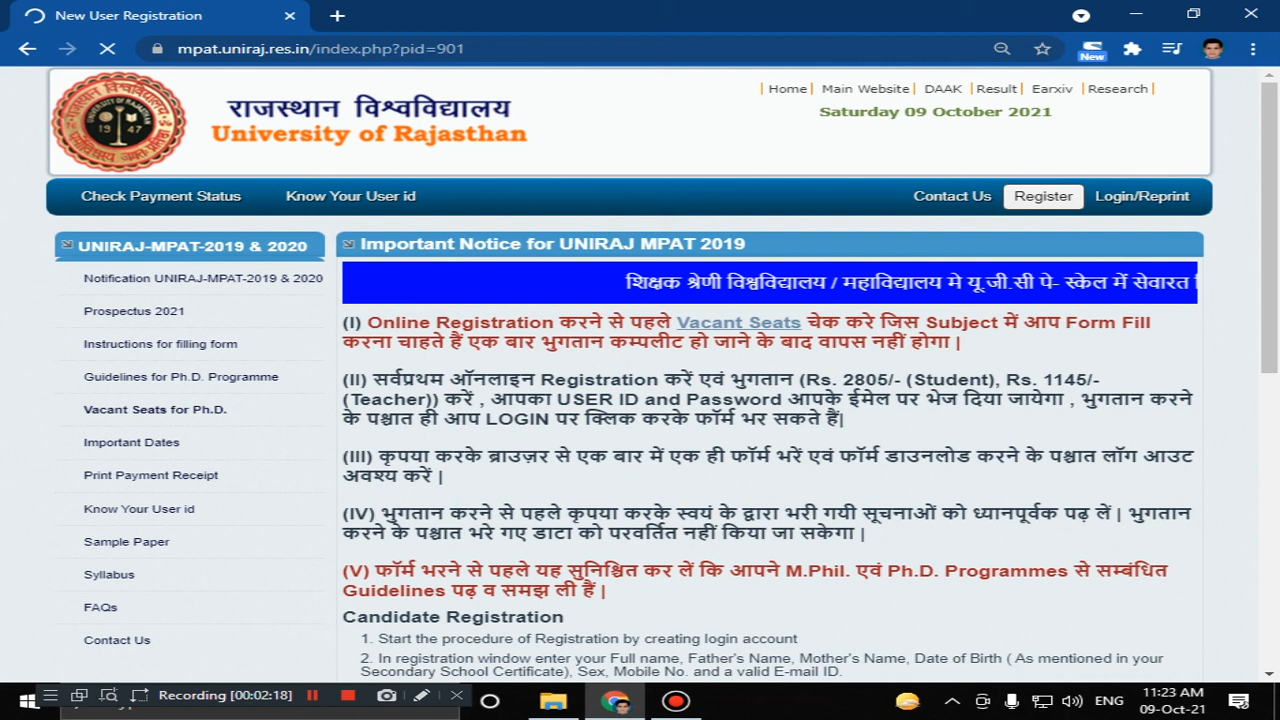 New User Registration
mpat.uniraj.res.in/index.php?pid=901
New
राजस्थान विश्वविद्यालय
University of Rajasthan
1947
| Home | Main Website | DAAK | Result | Earxiv | Research |
Saturday 09 October 2021
Check Payment Status Know Your User id Contact Us Register Login/Reprint
UNIRAJ-MPAT-2019 & 2020
Notification UNIRAJ-MPAT-2019 & 2020
Prospectus 2021
Instructions for filling form
Guidelines for Ph.D. Programme
Vacant Seats for Ph.D.
Important Dates
Print Payment Receipt
Know Your User id
Sample Paper
Syllabus
FAQs
Contact Us
Important Notice for UNIRAJ MPAT 2019
शिक्षक श्रेणी विश्वविद्यालय / महाविद्यालय मे यू.जी.सी पे- स्केल में सेवारत
(I) Online Registration करने से पहले Vacant Seats चेक करे जिस Subject में आप Form Fill
करना चाहते हैं एक बार भुगतान कम्पलीट हो जाने के बाद वापस नहीं होगा |
(II) सर्वप्रथम ऑनलाइन Registration करें एवं भुगतान (Rs. 2805/- (Student), Rs. 1145/-
(Teacher)) करें , आपका USER ID and Password आपके ईमेल पर भेज दिया जायेगा , भुगतान करने
के पश्चात ही आप LOGIN पर क्लिक करके फॉर्म भर सकते हैं|
(III) कृपया करके ब्राउज़र से एक बार में एक ही फॉर्म भरें एवं फॉर्म डाउनलोड करने के पश्चात लॉग आउट
अवश्य करें |
(IV) भुगतान करने से पहले कृपया करके स्वयं के द्वारा भरी गयी सूचनाओं को ध्यानपूर्वक पढ़ लें | भुगतान
करने के पश्चात भरे गए डाटा को परवर्तित नहीं किया जा सकेगा |
(V) फॉर्म भरने से पहले यह सुनिश्चित कर लें कि आपने M.Phil. एवं Ph.D. Programmes से सम्बंधित
Guidelines पढ़ व समझ ली हैं |
Candidate Registration
1. Start the procedure of Registration by creating login account
2. In registration window enter your Full name, Father's Name, Mother's Name, Date of Birth ( As mentioned in your
Secondary School Certificate), Sex, Mobile No. and a valid E-mail ID.
Recording [00:02:18]
ENG
11:23 AM
09-Oct-21